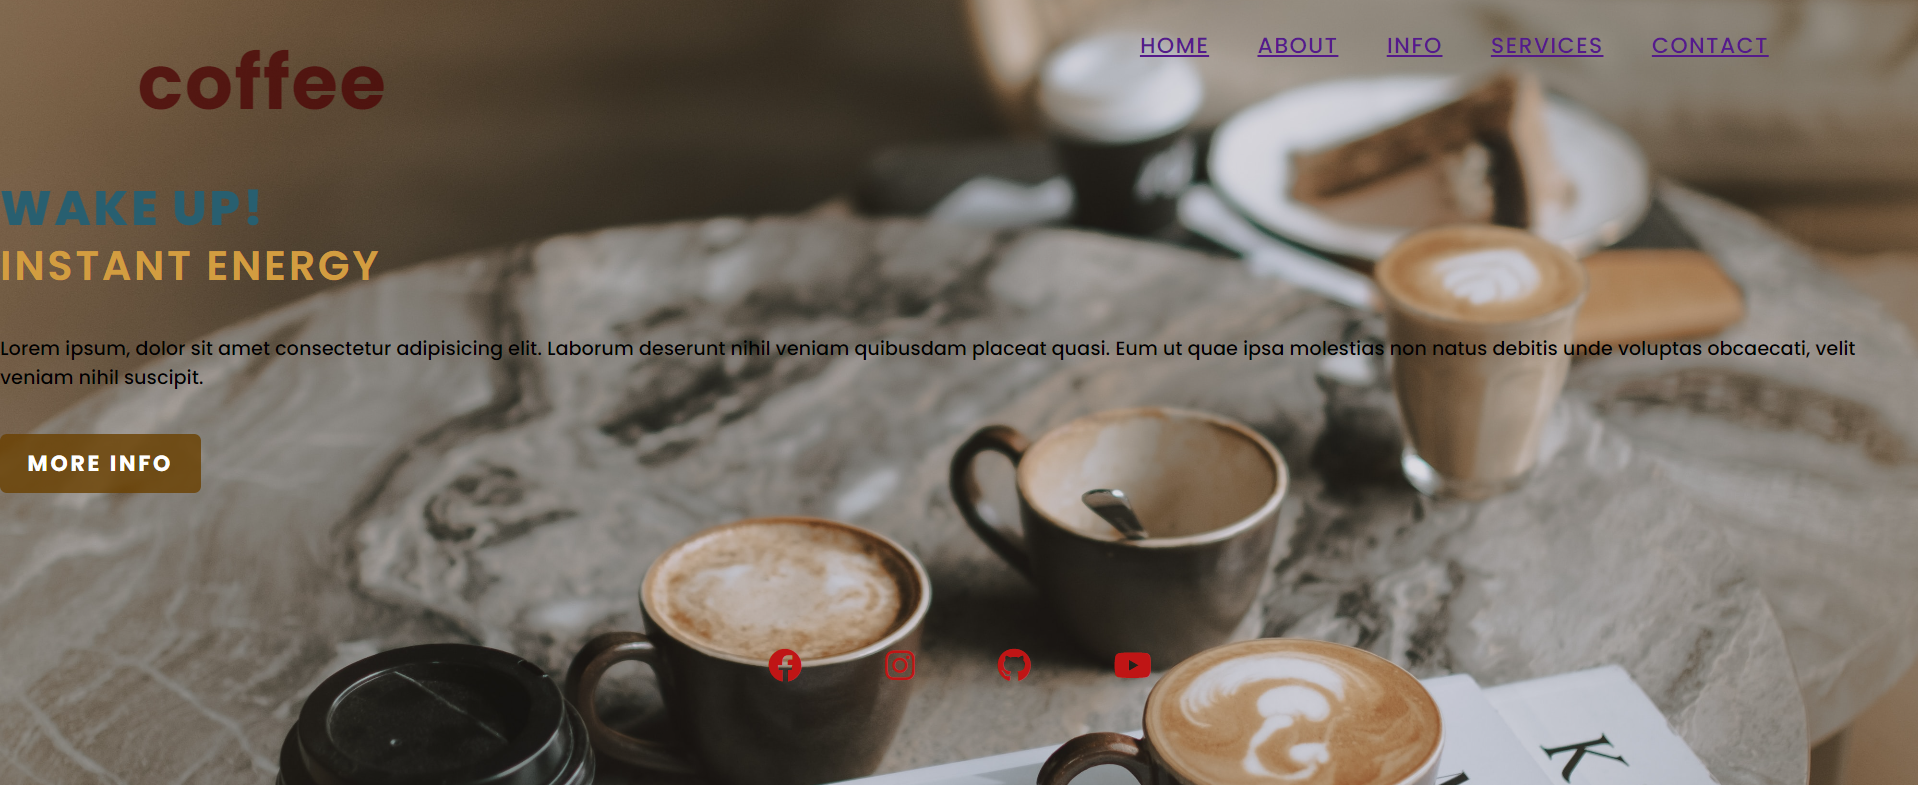 coffee
HOME ABOUT INFO SERVICES CONTACT
WAKE UP!
INSTANT ENERGY
Lorem ipsum, dolor sit amet consectetur adipisicing elit. Laborum deserunt nihil veniam quibusdam placeat quasi. Eum ut quae ipsa molestias non natus debitis unde voluptas obcaecati, velit
veniam nihil suscipit.
MORE INFO
K